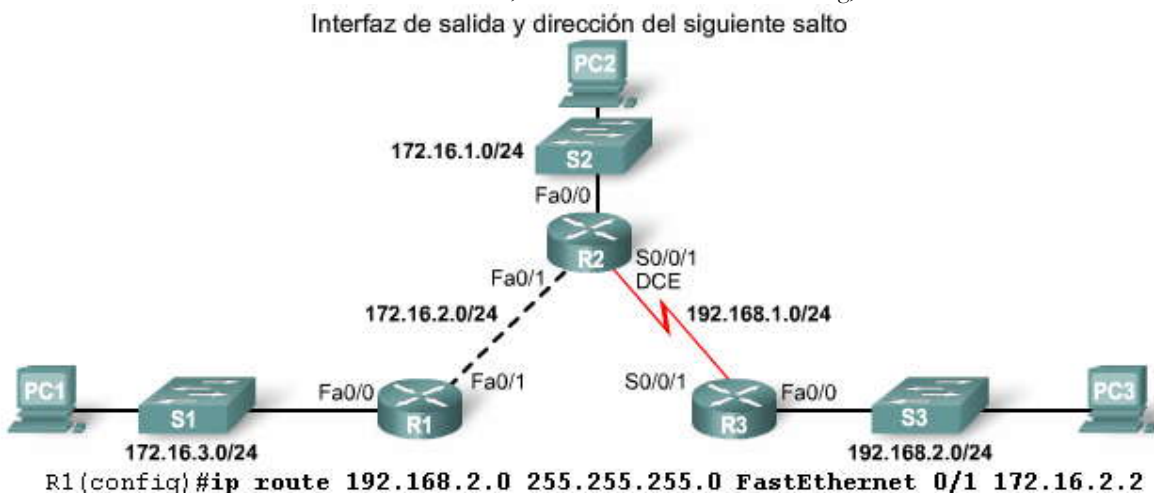 Interfaz de salida y dirección del siguiente salto
PC2
172.16.1.0/24
S2
Fa0/0
R2
S0/0/1
DCE
Fa0/1
172.16.2.0/24
192.168.1.0/24
PC1
S1
Fa0/0
R1
Fa0/1
S0/0/1
R3
Fa0/0
S3
PC3
172.16.3.0/24
192.168.2.0/24
R1(config)#ip route 192.168.2.0 255.255.255.0 FastEthernet 0/1 172.16.2.2